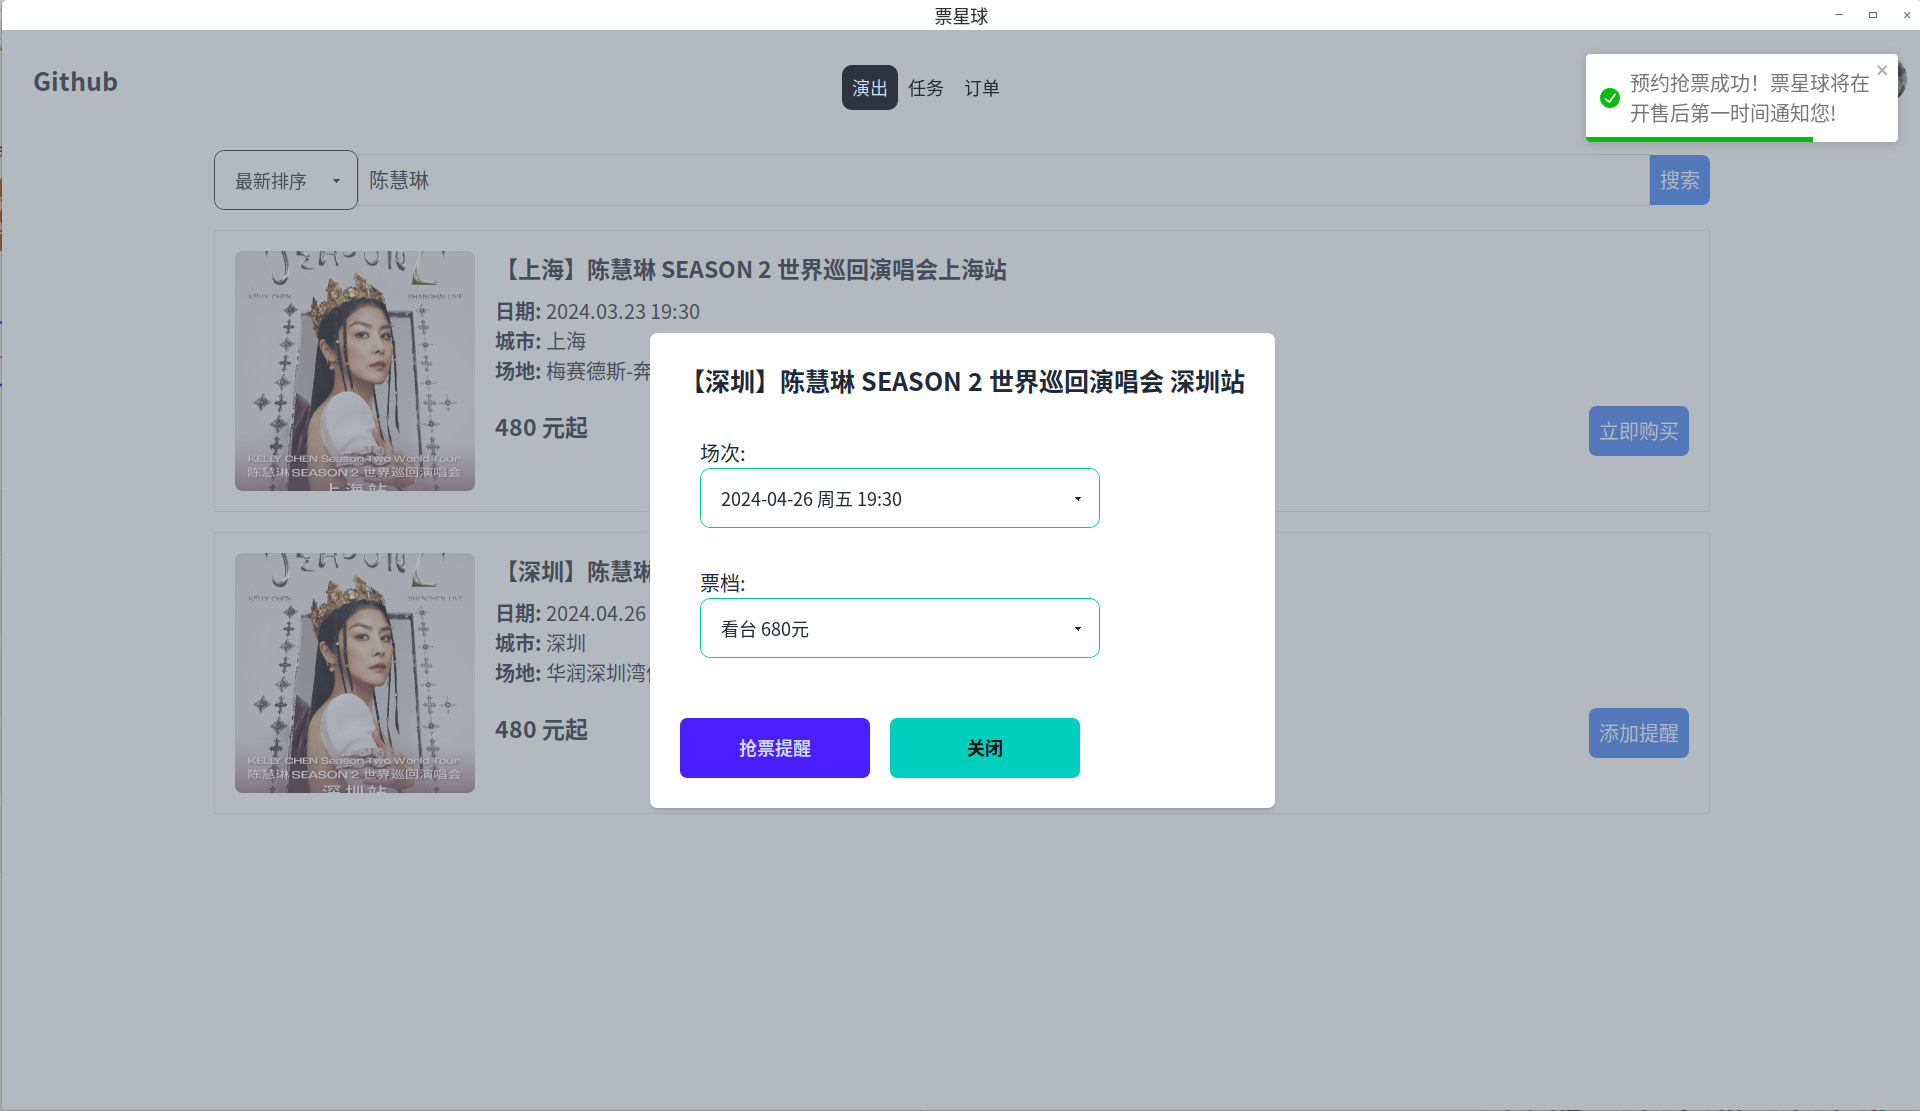 票星球
Github
演出
任务
订单
预约抢票成功！票星球将在
开售后第一时间通知您!
最新排序
陈慧琳
搜索
KELLY CHEN
SHANGHAI LIVE
KELLY CHEN Season Two World Tour
陈慧琳 SEASON 2 世界巡回演唱会
上海站
【上海】陈慧琳 SEASON 2 世界巡回演唱会上海站
日期: 2024.03.23 19:30
城市: 上海
场地: 梅赛德斯-奔
480 元起
立即购买
KELLY CHEN
SHENZHEN LIVE
KELLY CHEN Season Two World Tour
陈慧琳 SEASON 2 世界巡回演唱会
深圳站
【深圳】陈慧琳
日期: 2024.04.26
城市: 深圳
场地: 华润深圳湾
480 元起
添加提醒
【深圳】陈慧琳 SEASON 2 世界巡回演唱会 深圳站
场次:
2024-04-26 周五 19:30
票档:
看台 680元
抢票提醒
关闭